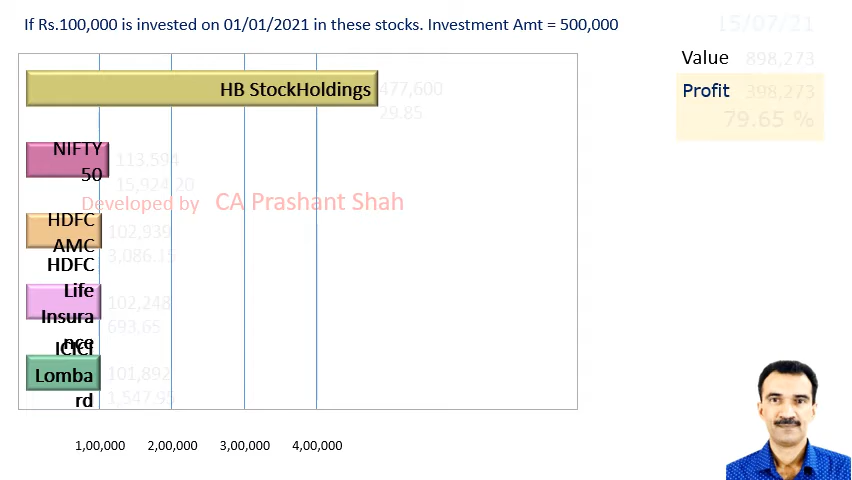 If Rs.100,000 is invested on 01/01/2021 in these stocks. Investment Amt = 500,000
15/07/21
Value 898,273
Profit 398,273
79.65 %
HB StockHoldings 477,600
29.85
NIFTY 50 113,594
15,924.20
Developed by CA Prashant Shah
HDFC AMC 102,939
3,086.15
HDFC Life Insurance 102,248
693.65
ICICI Lombard 101,892
1,547.95
1,00,000 2,00,000 3,00,000 4,00,000